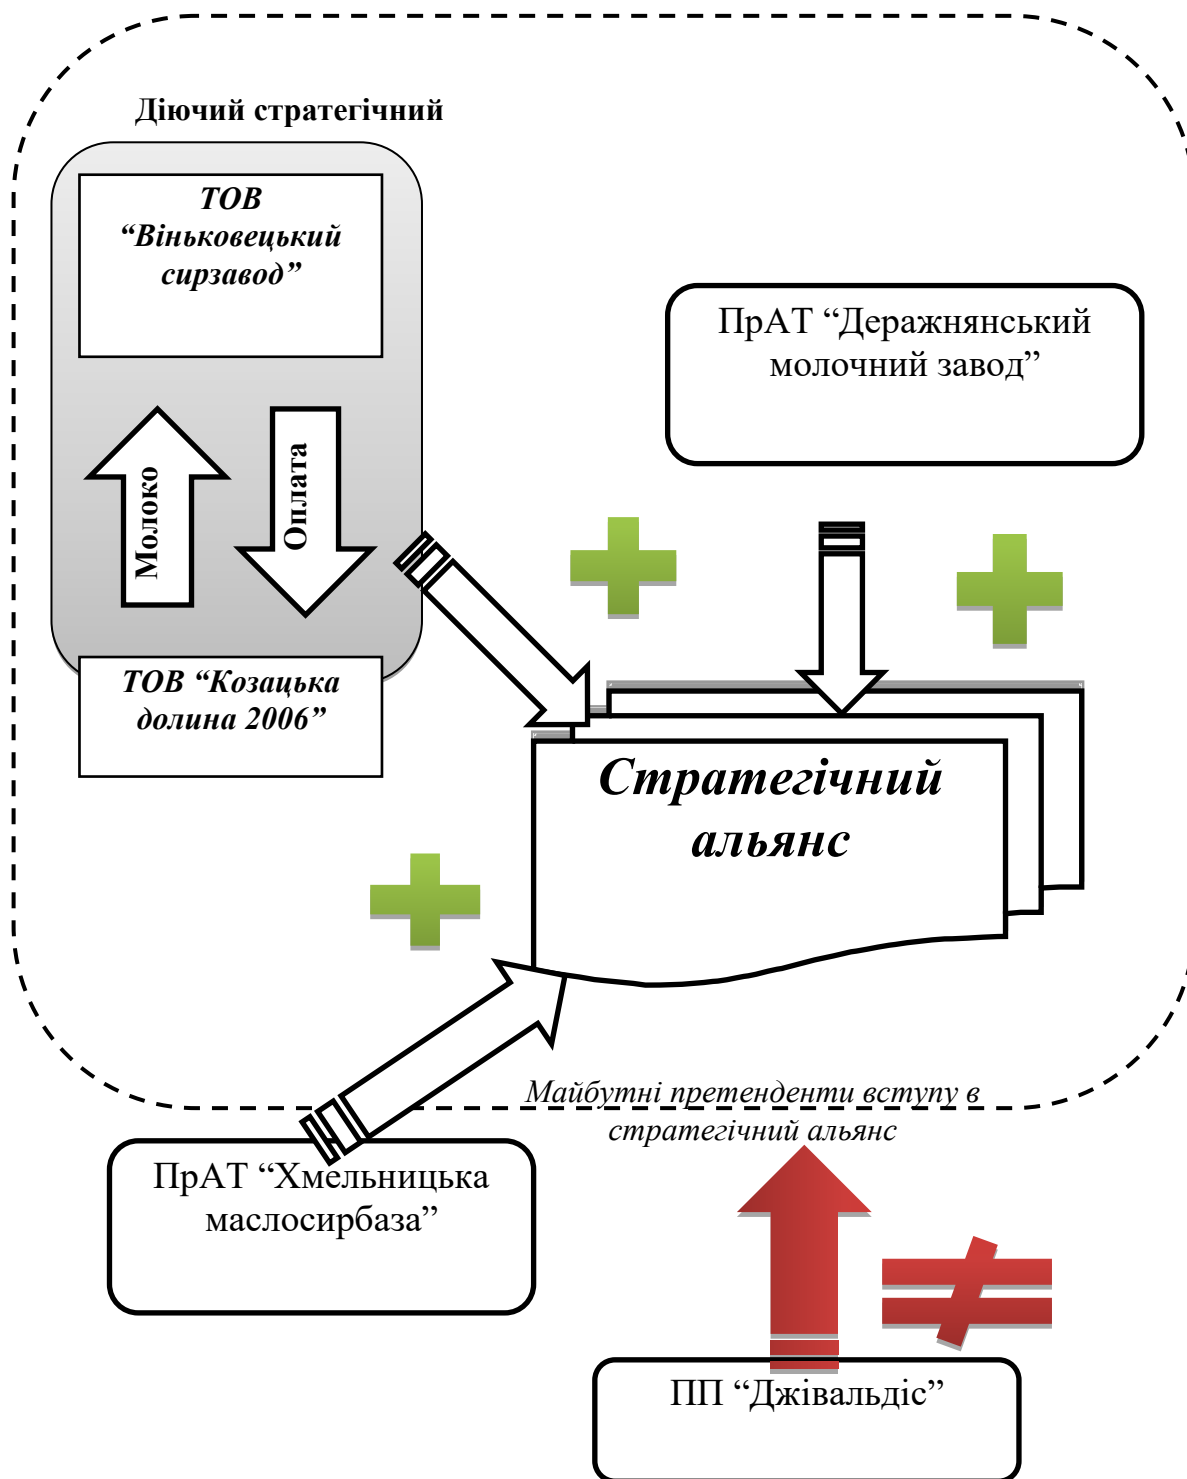 Діючий стратегічний
ТОВ
“Віньковецький
сирзавод”
ПрАТ “Деражнянський
молочний завод”
Молоко
Оплата
ТОВ “Козацька
долина 2006”
Стратегічний
альянс
Майбутні претенденти вступу в
стратегічний альянс
ПрАТ “Хмельницька
маслосирбаза”
ПП “Джівальдіс”